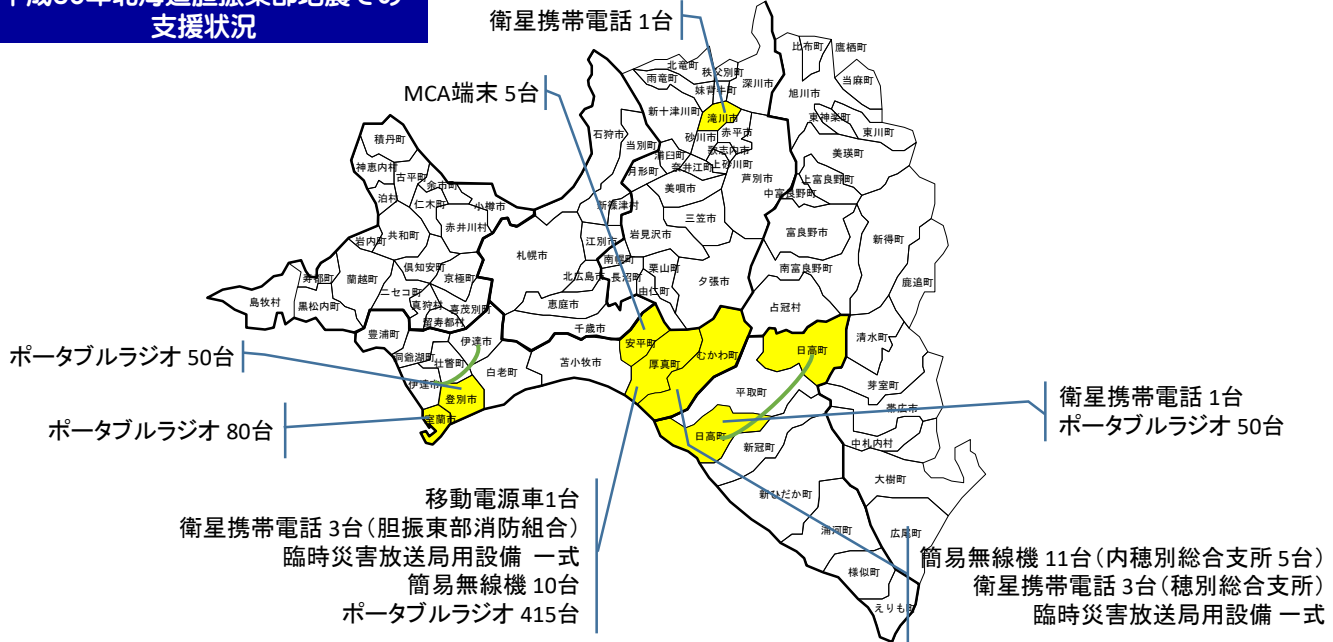 平成30年北海道胆振東部地震での
支援状況
衛星携帯電話 1台
MCA端末 5台
比布町
鷹栖町
北竜町
秩父別町
雨竜町
深川市
当麻町
妹背牛町
旭川市
新十津川町
滝川市
東神楽町
石狩市
砂川市
赤平市
東川町
積丹町
当別町
歌志内市
浦臼町
美瑛町
神恵内村
月形町
奈井江町
上砂川町
古平町
芦別市
上富良野町
余市町
美唄市
中富良野町
泊村
仁木町
小樽市
新篠津村
赤井川村
三笠市
共和町
岩見沢市
富良野市
岩内町
江別市
新得町
札幌市
南幌町
倶知安町
栗山町
南富良野町
寿都町
蘭越町
京極町
北広島市
長沼町
夕張市
鹿追町
ニセコ町
由仁町
島牧村
黒松内町
真狩村
喜茂別町
恵庭市
占冠村
留寿都村
千歳市
豊浦町
伊達市
安平町
清水町
洞爺湖町
壮瞥町
白老町
苫小牧市
厚真町
むかわ町
日高町
伊達市
芽室町
登別市
平取町
帯広市
室蘭市
日高町
新冠町
中札内村
大樹町
新ひだか町
浦河町
広尾町
様似町
えりも町
ポータブルラジオ 50台
ポータブルラジオ 80台
衛星携帯電話 1台
ポータブルラジオ 50台
移動電源車1台
衛星携帯電話 3台(胆振東部消防組合)
臨時災害放送局用設備 一式
簡易無線機 10台
ポータブルラジオ 415台
簡易無線機 11台(内穂別総合支所 5台)
衛星携帯電話 3台(穂別総合支所)
臨時災害放送局用設備 一式